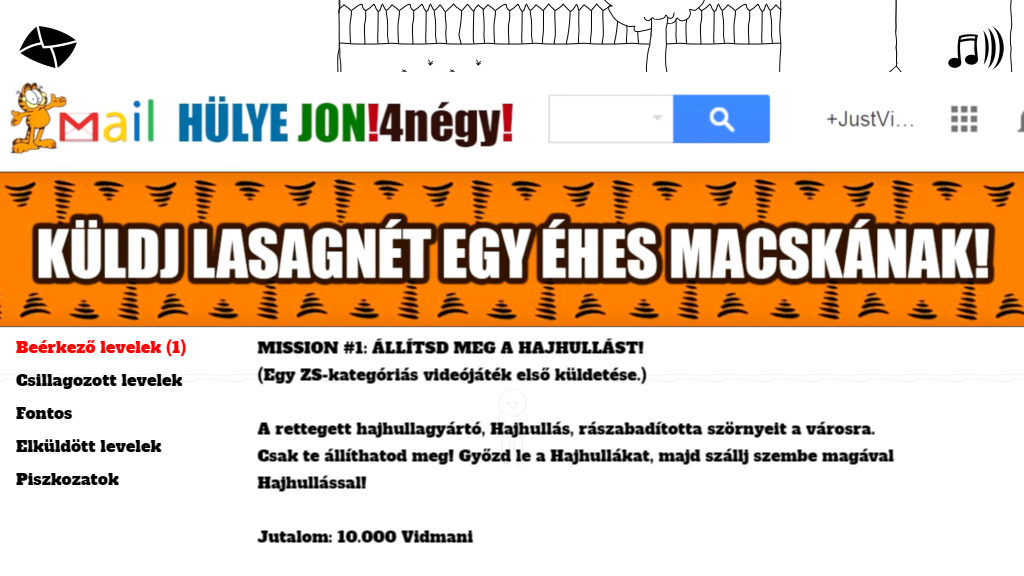 Mail HÜLYE JON!4négy! +JustVi...
KÜLDJ LASAGNÉT EGY ÉHES MACSKÁNAK!
Beérkező levelek (1)
Csillagozott levelek
Fontos
Elküldött levelek
Piszkozatok
MISSION #1: ÁLLÍTSD MEG A HAJHULLÁST!
(Egy ZS-kategóriás videójáték első küldetése.)
A rettegett hajhullagyártó, Hajhullás, rászabadította szörnyeit a városra.
Csak te állíthatod meg! Győzd le a Hajhullákat, majd szállj szembe magával
Hajhullással!
Jutalom: 10.000 Vidmani